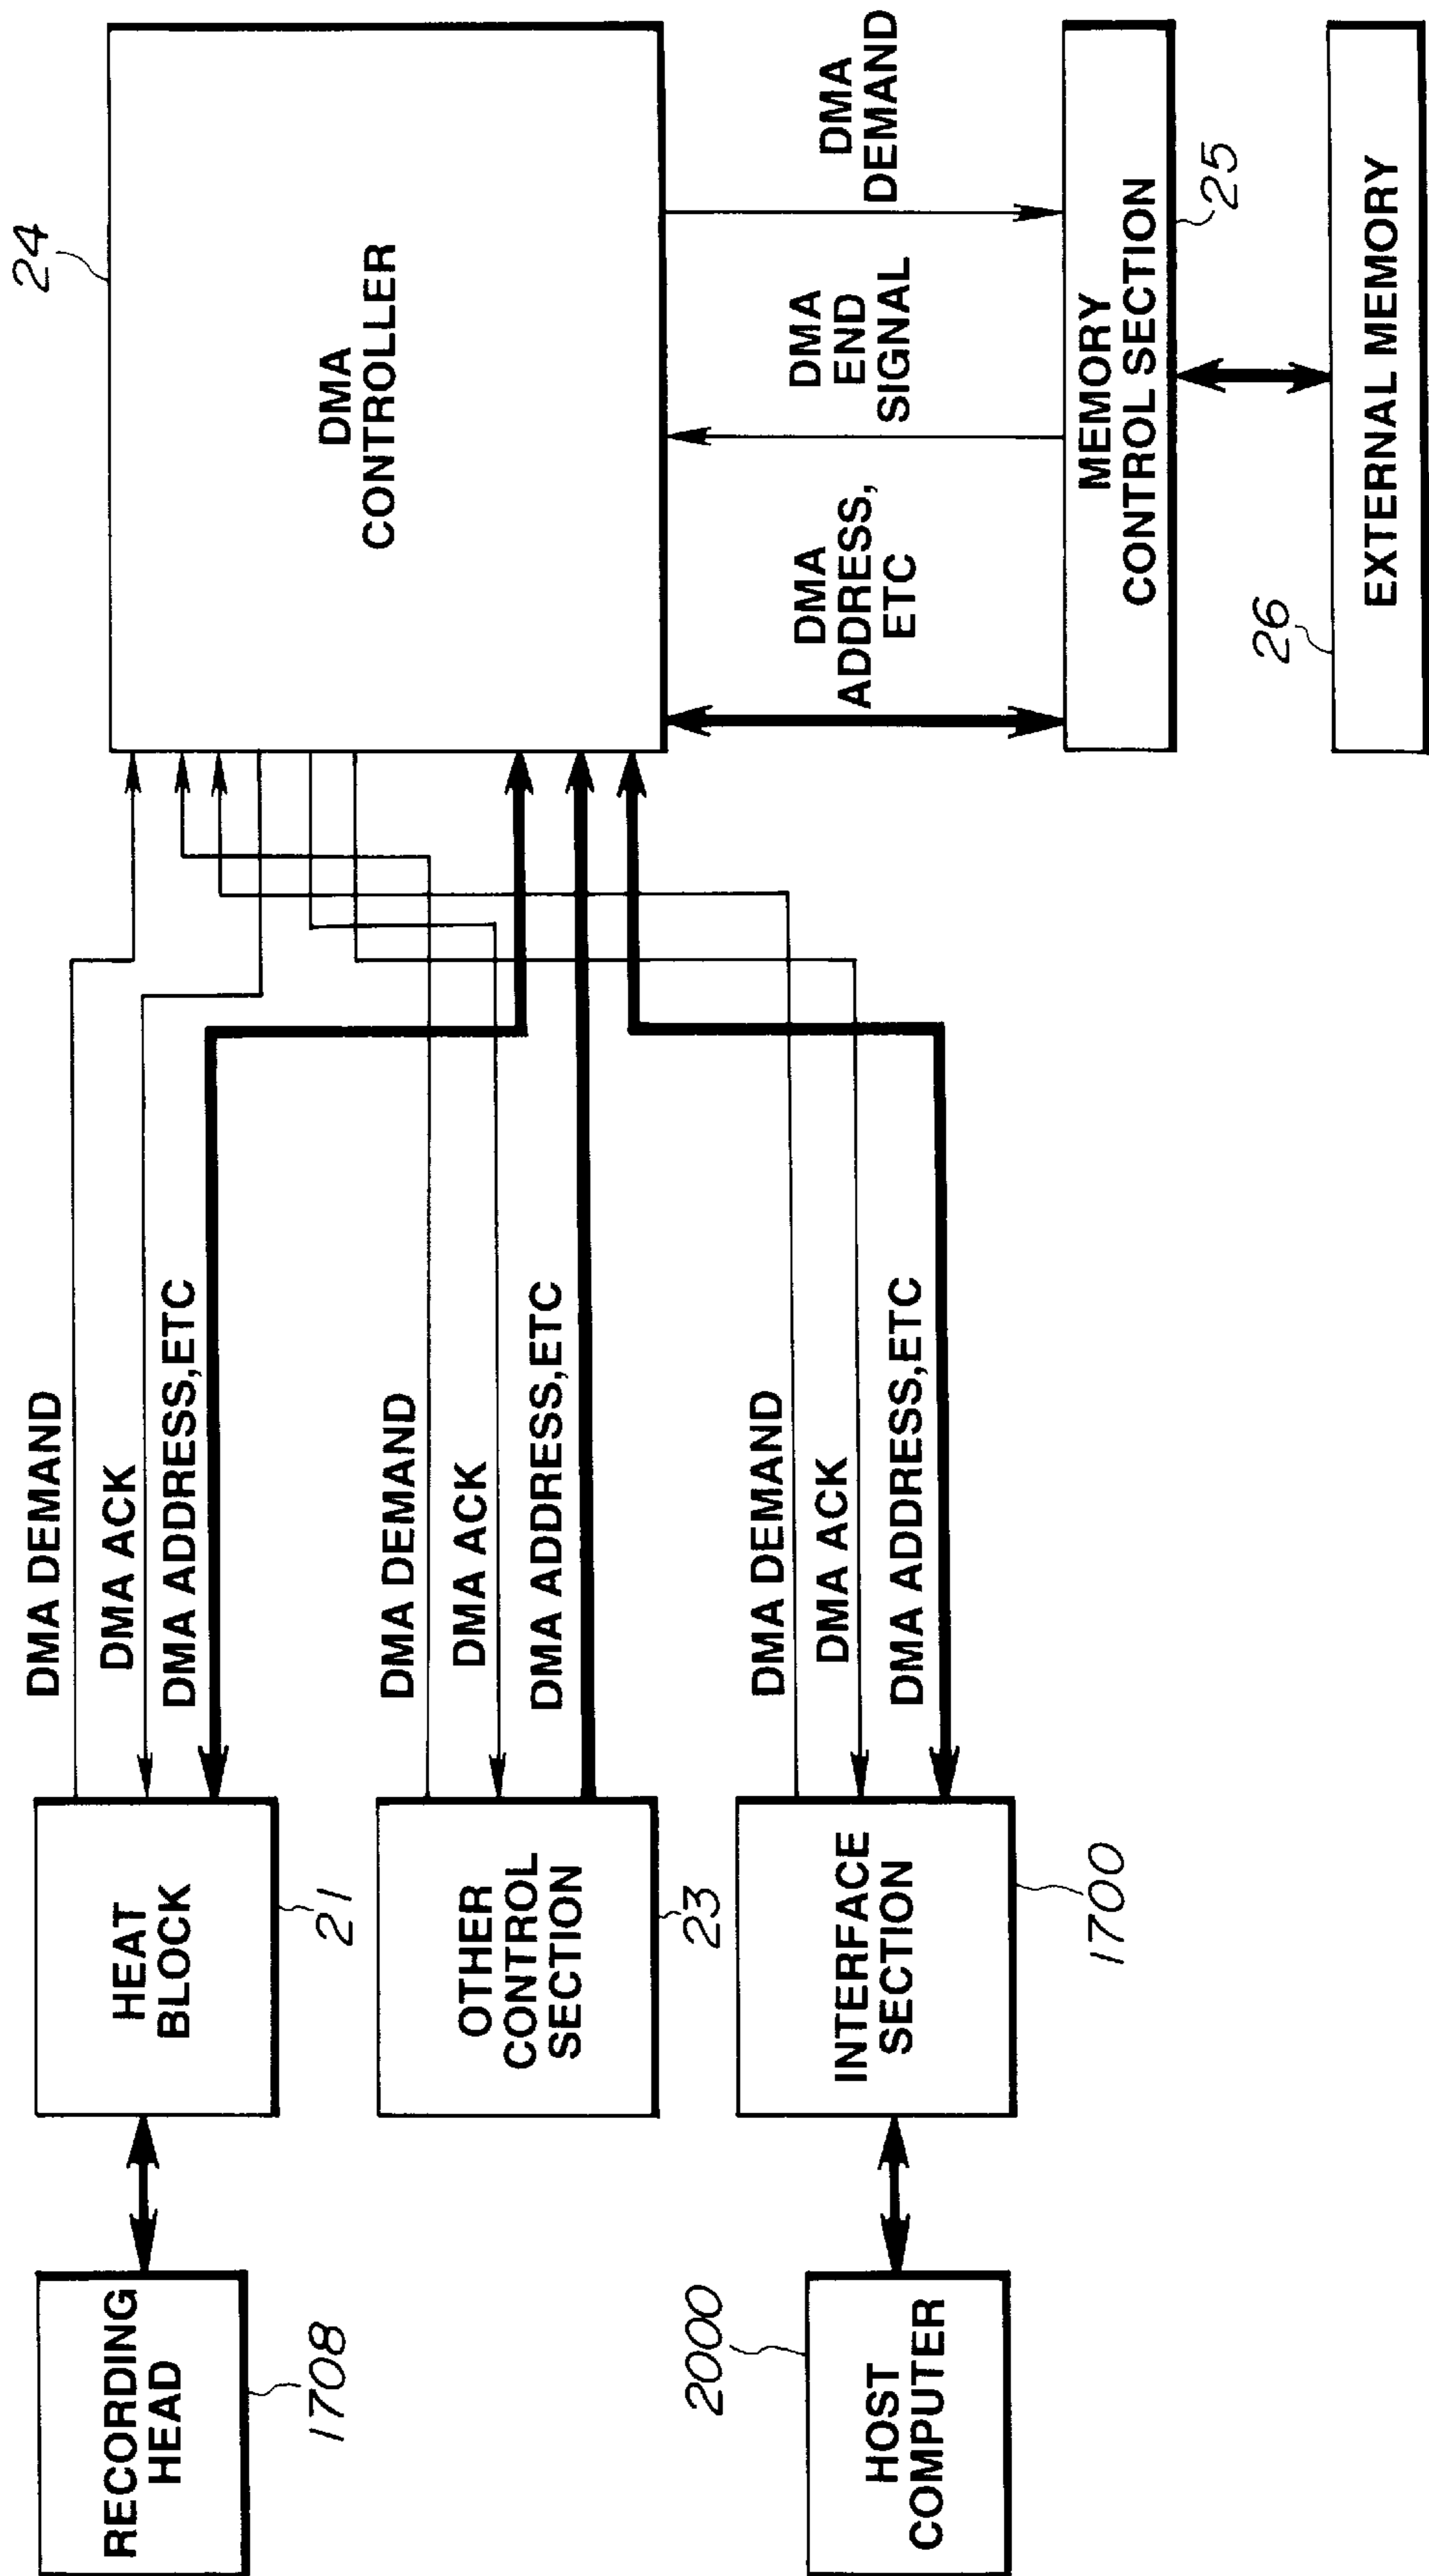 RECORDING
HEAD
1708
HEAT
BLOCK
21
DMA DEMAND
DMA ACK
DMA ADDRESS,ETC
24
DMA
CONTROLLER
OTHER
CONTROL
SECTION
23
DMA DEMAND
DMA ACK
DMA ADDRESS,ETC
HOST
COMPUTER
2000
INTERFACE
SECTION
1700
DMA DEMAND
DMA ACK
DMA ADDRESS,ETC
DMA
ADDRESS,
ETC
DMA
END
SIGNAL
DMA
DEMAND
MEMORY
CONTROL SECTION
25
26
EXTERNAL MEMORY